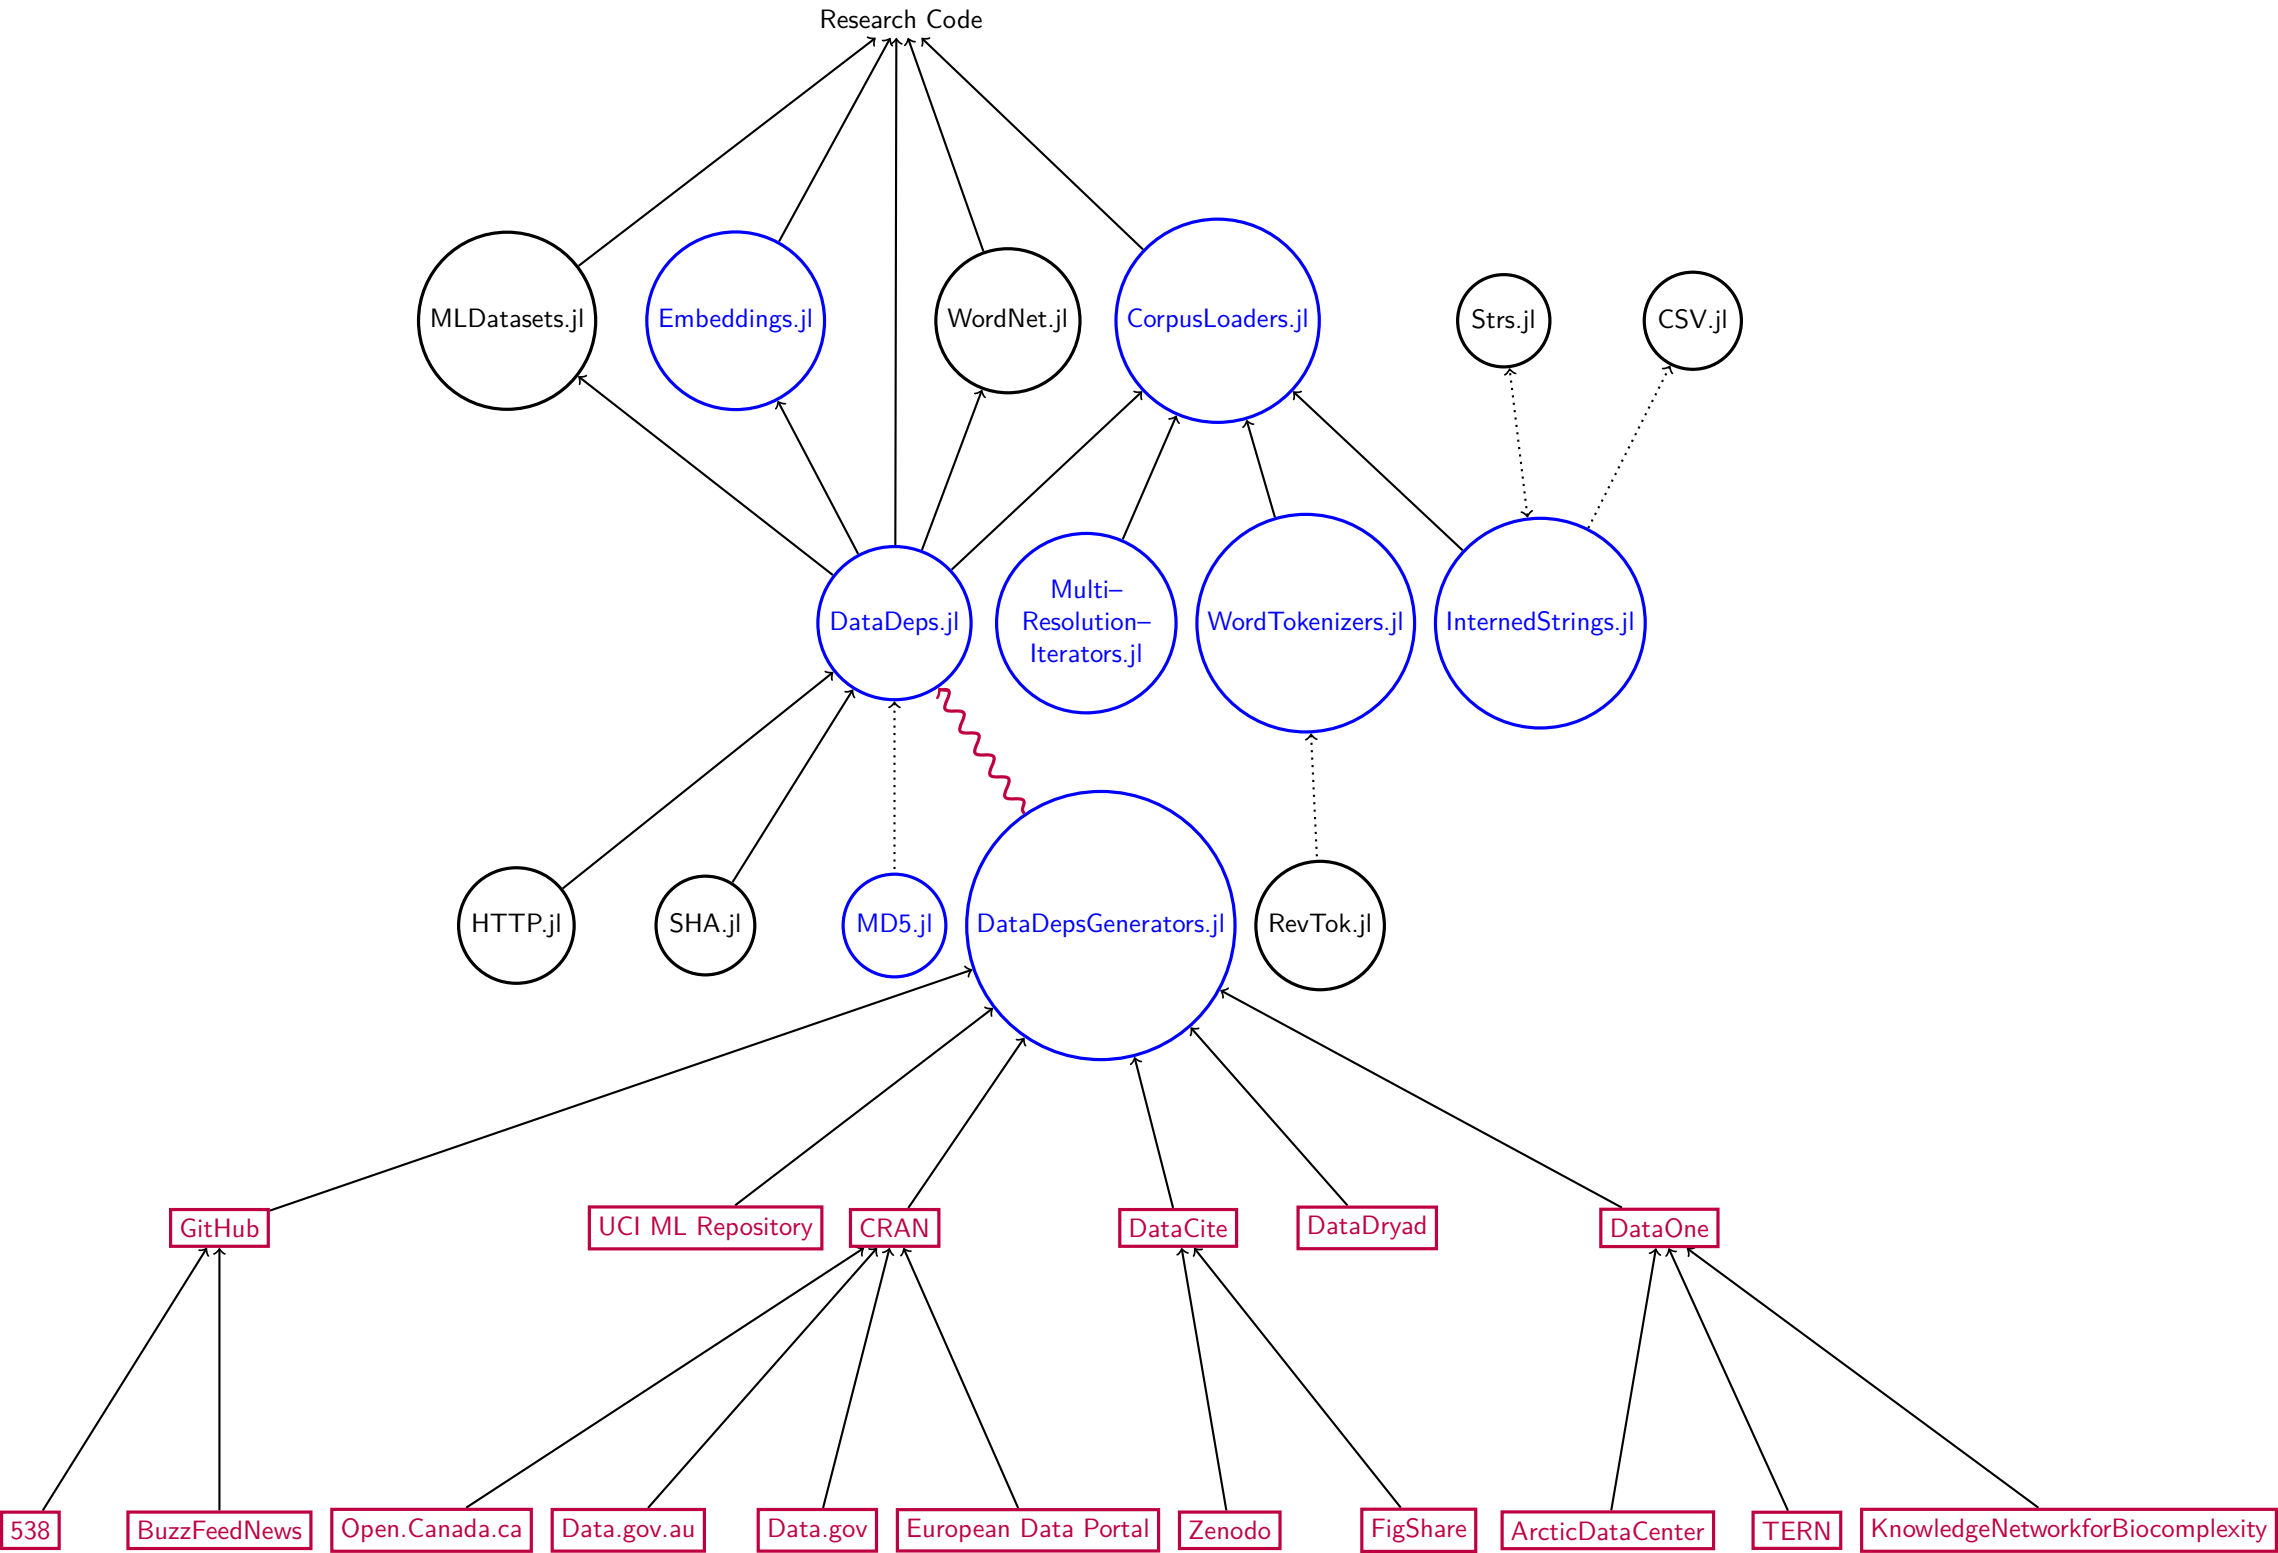 Research Code
MLDatasets.jl
Embeddings.jl
WordNet.jl
CorpusLoaders.jl
Strs.jl
CSV.jl
DataDeps.jl
Multi–
Resolution–
Iterators.jl
WordTokenizers.jl
InternedStrings.jl
HTTP.jl
SHA.jl
MD5.jl
DataDepsGenerators.jl
RevTok.jl
GitHub
UCI ML Repository
CRAN
DataCite
DataDryad
DataOne
538
BuzzFeedNews
Open.Canada.ca
Data.gov.au
Data.gov
European Data Portal
Zenodo
FigShare
ArcticDataCenter
TERN
KnowledgeNetworkforBiocomplexity